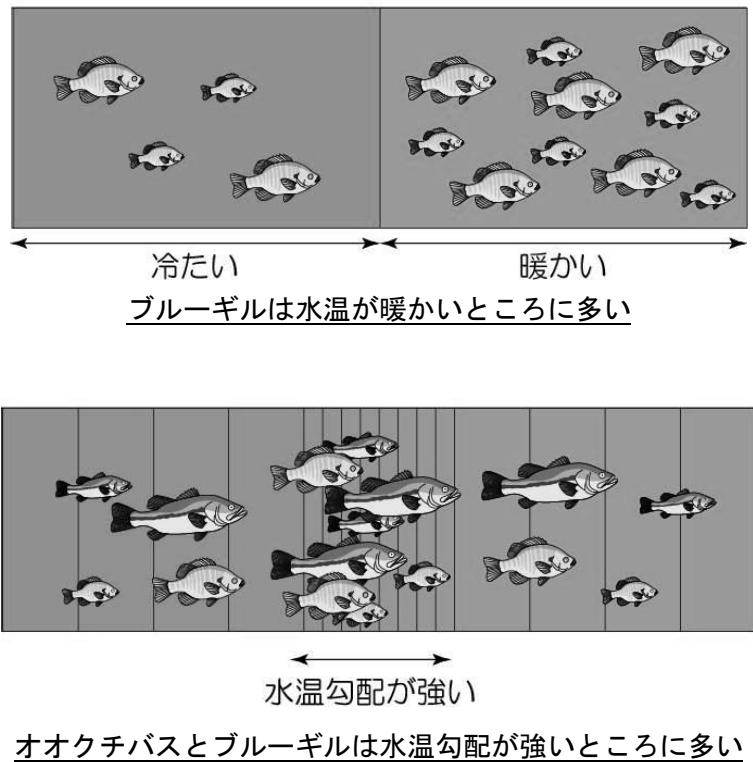 冷たい 暖かい
ブルーギルは水温が暖かいところに多い
水温勾配が強い
オオクチバスとブルーギルは水温勾配が強いところに多い